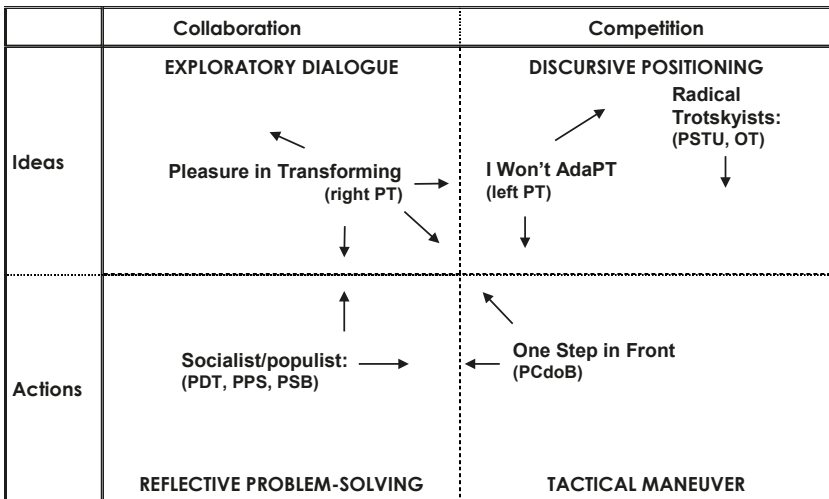 Collaboration
Competition
EXPLORATORY DIALOGUE
DISCURSIVE POSITIONING
Ideas
Pleasure in Transforming
(right PT)
I Won't AdaPT
(left PT)
Radical
Trotskyists:
(PSTU, OT)
Actions
Socialist/populist:
(PDT, PPS, PSB)
One Step in Front
(PCdoB)
REFLECTIVE PROBLEM-SOLVING
TACTICAL MANEUVER